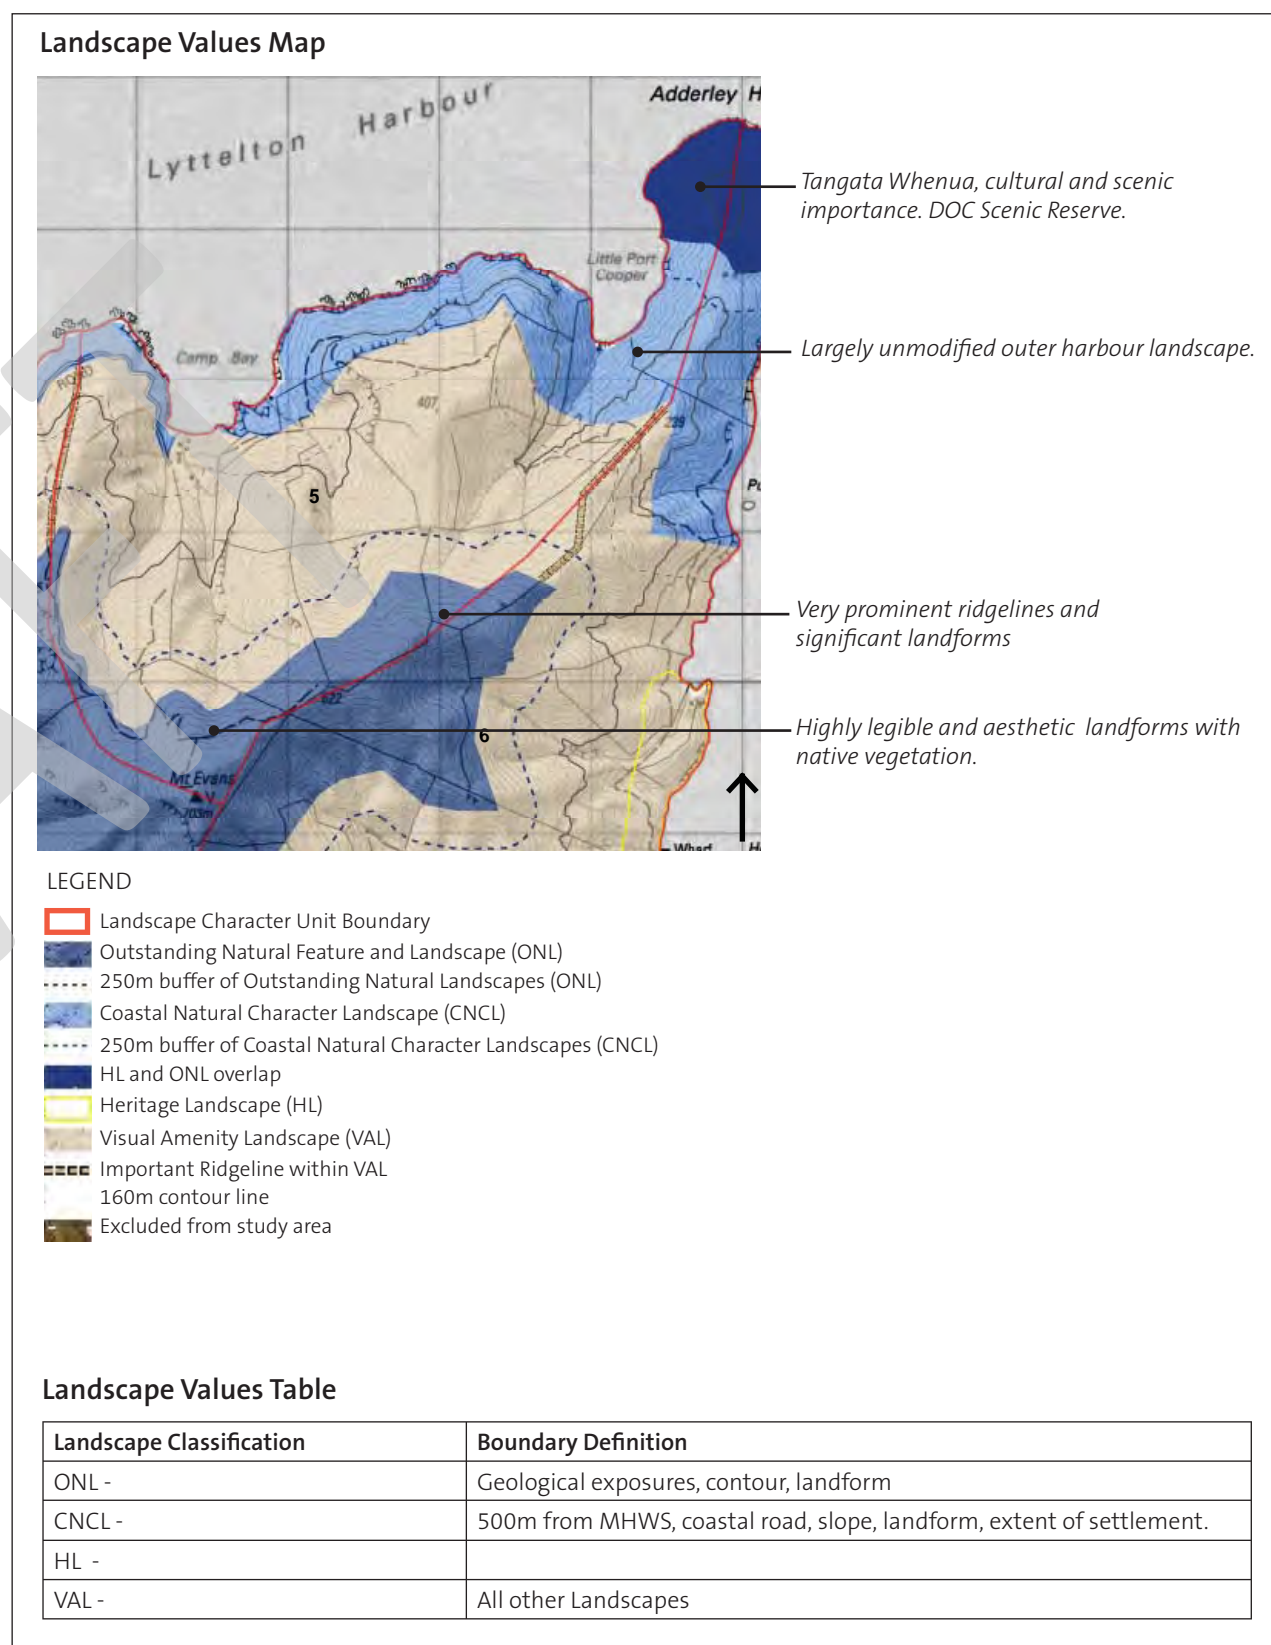 Landscape Values Map
Adderley H
Lyttelton Harbour
Tangata Whenua, cultural and scenic
importance. DOC Scenic Reserve.
Little Port
Cooper
Camp Bay
Largely unmodified outer harbour landscape.
ROAD
407
239
5
Very prominent ridgelines and
significant landforms
622
6
Highly legible and aesthetic landforms with
native vegetation.
Mt Evans
703m
Wharf
LEGEND
Landscape Character Unit Boundary
Outstanding Natural Feature and Landscape (ONL)
250m buffer of Outstanding Natural Landscapes (ONL)
Coastal Natural Character Landscape (CNCL)
250m buffer of Coastal Natural Character Landscapes (CNCL)
HL and ONL overlap
Heritage Landscape (HL)
Visual Amenity Landscape (VAL)
Important Ridgeline within VAL
160m contour line
Excluded from study area
Landscape Values Table
Landscape Classification Boundary Definition
ONL - Geological exposures, contour, landform
CNCL - 500m from MHWS, coastal road, slope, landform, extent of settlement.
HL -
VAL - All other Landscapes